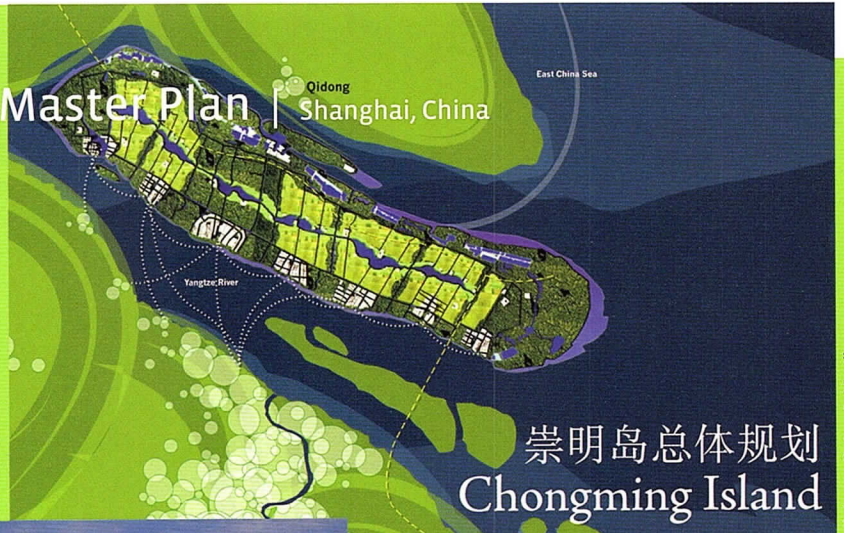 East China Sea
Qidong
Master Plan | Shanghai, China
Yangtze River
崇明岛总体规划
Chongming Island